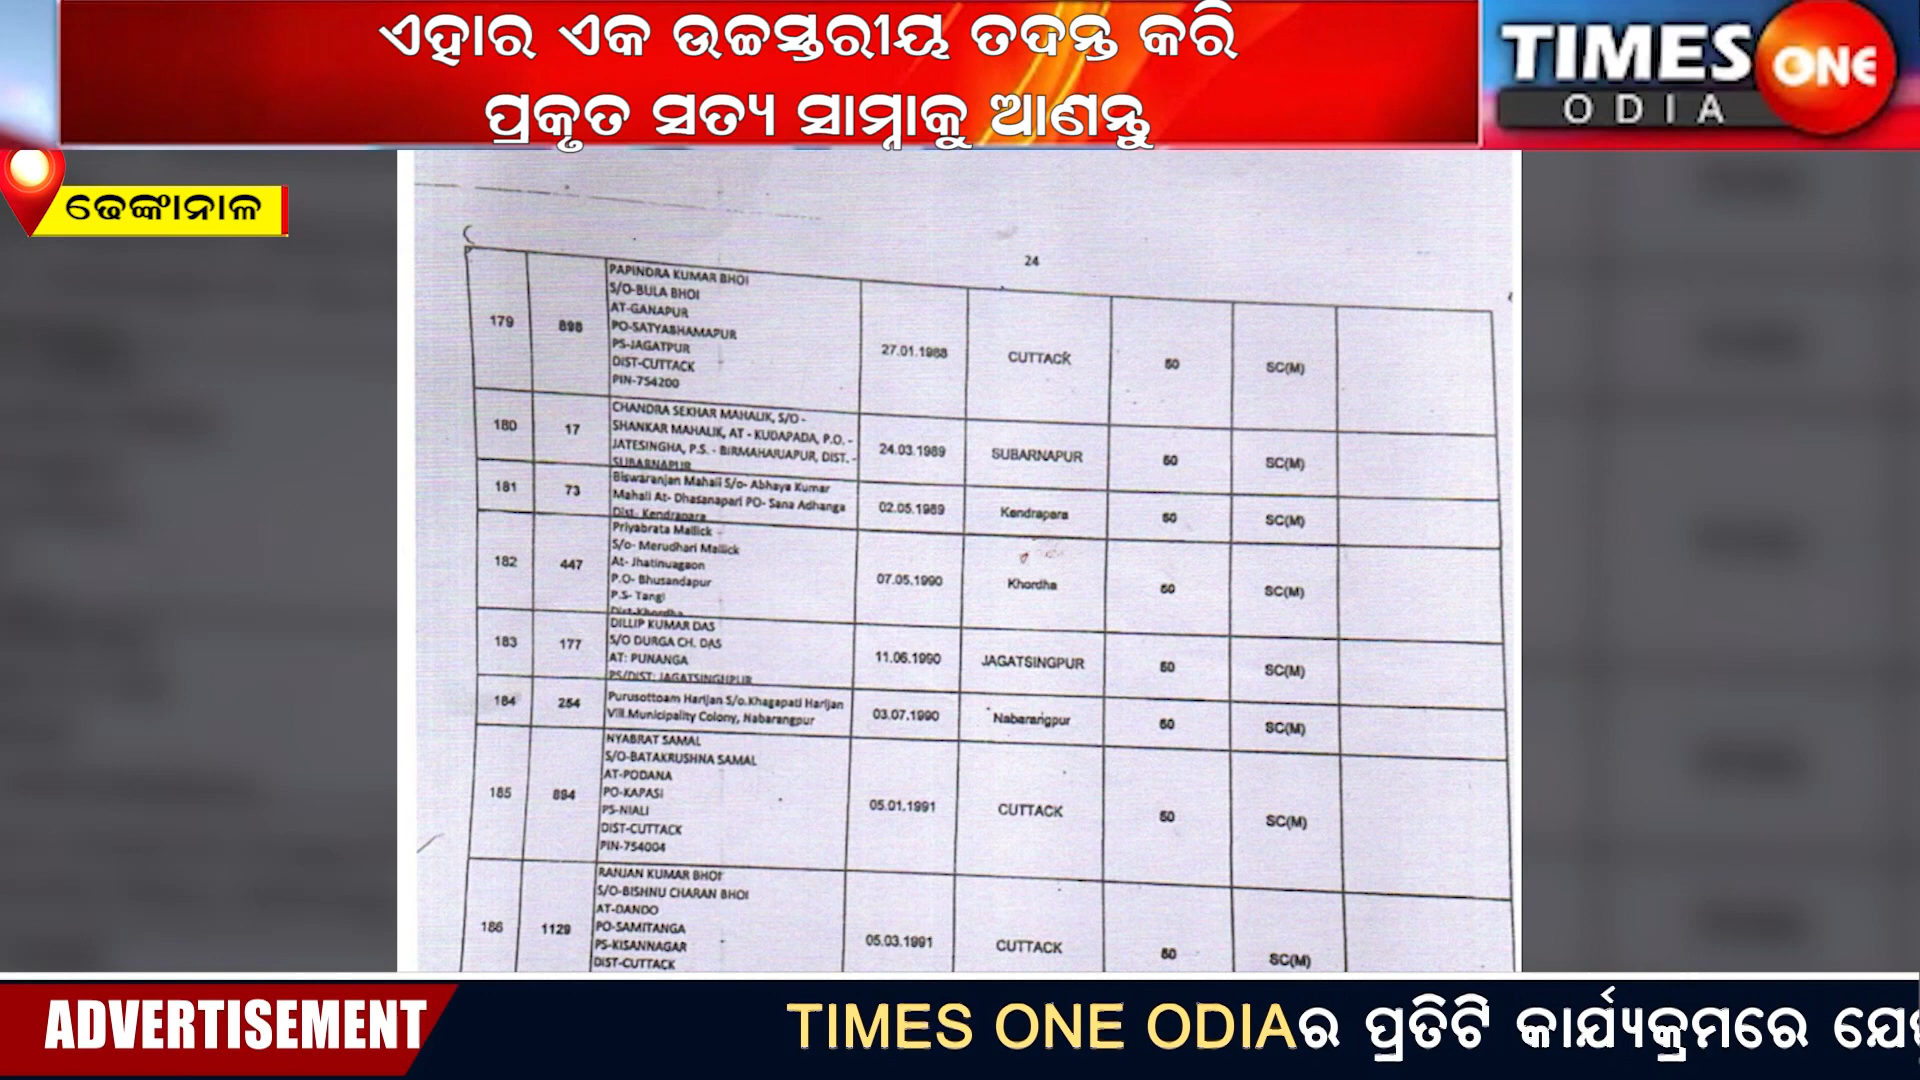 ଏହାର ଏକ ଉଚ୍ଚସ୍ତରୀୟ ତଦନ୍ତ କରି
ପ୍ରକୃତ ସତ୍ୟ ସାମ୍ନାକୁ ଆଣନ୍ତୁ
TIMES ONE
ODIA
ଢେଙ୍କାନାଳ
24
179 898 PAPINDRA KUMAR BHOI
S/O-BULA BHOI
AT-GANAPUR
PO-SATYABHAMAPUR
PS-JAGATPUR
DIST-CUTTACK
PIN-754200
27.01.1988 CUTTACK 50 SC(M)
180 17 CHANDRA SEKHAR MAHALIK, S/O -
SHANKAR MAHALIK, AT - KUDAPADA, P.O. -
JATESINGHA, P.S. - BIRMAHARAJAPUR, DIST. -
SUBARNAPUR
24.03.1989 SUBARNAPUR 50 SC(M)
181 73 Biswaranjan Mahali S/o- Abhaya Kumar
Mahali At- Dhasanapari PO- Sana Adhanga
Dist- Kendrapara
02.05.1989 Kendrapara 50 SC(M)
182 447 Priyabrata Mallick
S/o- Merudhari Mallick
At- Jhatinuagaon
P.O- Bhusandapur
P.S- Tangi
Dist-Khordha
07.05.1990 Khordha 50 SC(M)
183 177 DILLIP KUMAR DAS
S/O DURGA CH. DAS
AT: PUNANGA
PS/DIST: JAGATSINGHPUR
11.06.1990 JAGATSINGPUR 50 SC(M)
184 254 Purusottoam Harijan S/o.Khagapati Harijan
Vill.Municipality Colony, Nabarangpur
03.07.1990 Nabarangpur 50 SC(M)
185 894 NYABRAT SAMAL
S/O-BATAKRUSHNA SAMAL
AT-PODANA
PO-KAPASI
PS-NIALI
DIST-CUTTACK
PIN-754004
05.01.1991 CUTTACK 50 SC(M)
186 1129 RANJAN KUMAR BHOI
S/O-BISHNU CHARAN BHOI
AT-DANDO
PO-SAMITANGA
PS-KISANNAGAR
DIST-CUTTACK
05.03.1991 CUTTACK 50 SC(M)
ADVERTISEMENT
TIMES ONE ODIAର ପ୍ରତିଟି କାର୍ଯ୍ୟକ୍ରମରେ